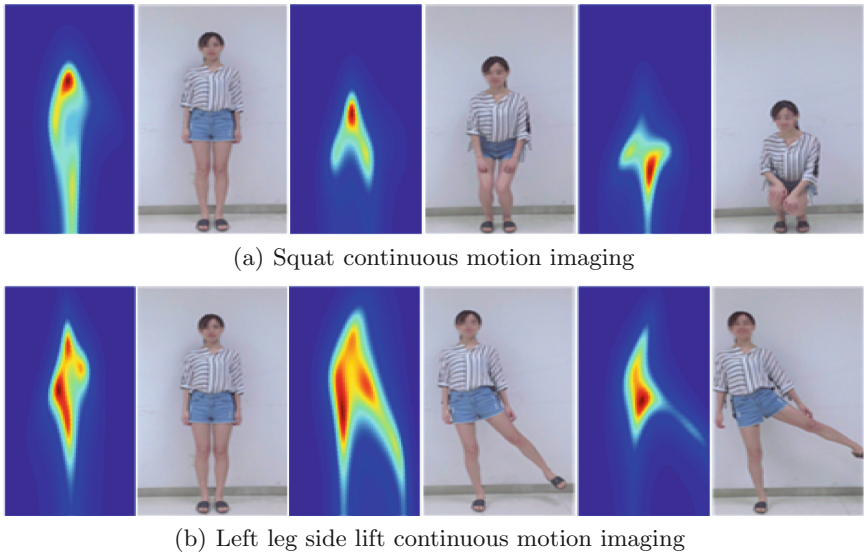 (a) Squat continuous motion imaging
(b) Left leg side lift continuous motion imaging